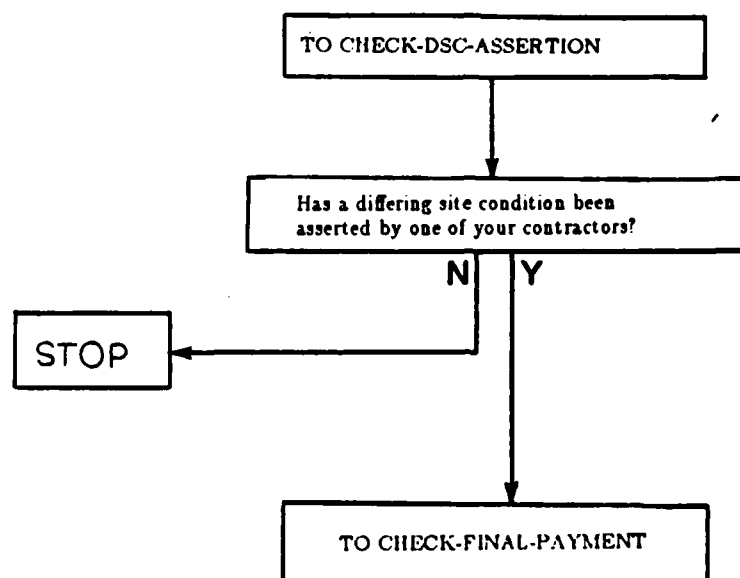 TO CHECK-DSC-ASSERTION
Has a differing site condition been
asserted by one of your contractors?
N Y
STOP
TO CHECK-FINAL-PAYMENT